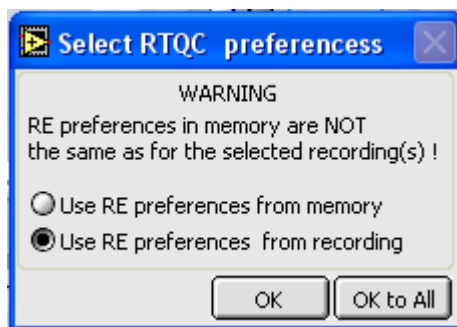 Select RTQC preferencess
WARNING
RE preferences in memory are NOT
the same as for the selected recording(s) !
Use RE preferences from memory
Use RE preferences from recording
OK OK to All